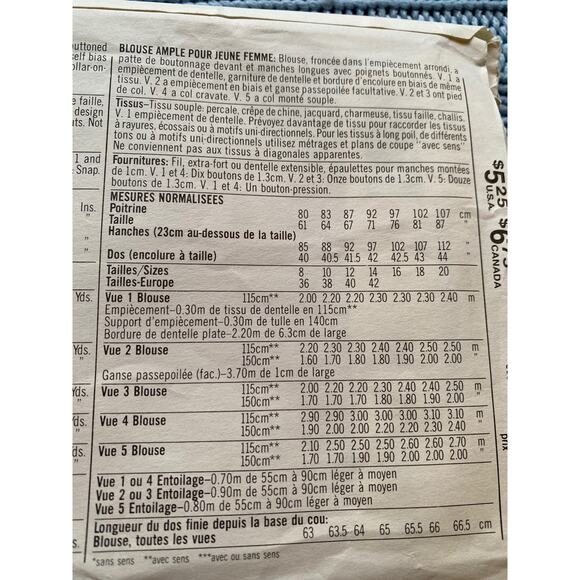 BLOUSE AMPLE POUR JEUNE FEMME: Blouse, froncée dans l'empiècement arrondi, a
patte de boutonnage devant et manches longues avec poignets boutonnés. V. 1 a
empiècement de dentelle, garniture de dentelle et bordure d'encolure en biais de même
tissu. V. 2 a empiècement en biais et ganse passepoilée facultative. V. 2 et 3 ont pied
de col. V. 4 a col cravate. V. 5 a col monté souple.
Tissus—Tissu souple: percale, crêpe de chine, jacquard, charmeuse, tissu faille, challis.
V. 1 empiècement de dentelle. Prévoyez davantage de tissu pour raccorder les tissus
à rayures, écossais ou à motifs uni-directionnels. Pour tissus à long poil, de différents
tons ou à motifs uni-directionnels utilisez métrages et plans de coupe "avec sens"
Ne conviennent pas aux tissus à diagonales apparentes.
Fournitures: Fil, extra-fort ou dentelle extensible, épaulettes pour manches montées
de 1cm. V. 1 et 4: Dix boutons de 1.3cm. V. 2 et 3: Onze boutons de 1.3cm. V. 5: Douze
boutons de 1.3cm. V. 1 et 4: Un bouton-pression.
MESURES NORMALISEES
Poitrine 80 83 87 92 97 102 107 cm
Taille 61 64 67 71 76 81 87 "
Hanches (23cm au-dessous de la taille)
85 88 92 97 102 107 112 "
Dos (encolure à taille) 40 40.5 41.5 42 42.5 43 44 "
Tailles/Sizes 8 10 12 14 16 18 20
Tailles-Europe 36 38 40 42
Vue 1 Blouse 115cm** 2.00 2.20 2.20 2.30 2.30 2.30 2.40 m
Empiècement—0.30m de tissu de dentelle en 115cm**
Support d'empiècement—0.30m de tulle en 140cm
Bordure de dentelle plate—2.20m de 6.3cm de large
Vue 2 Blouse 115cm** 2.20 2.30 2.30 2.40 2.40 2.50 2.50 m
150cm** 1.60 1.70 1.70 1.80 1.80 1.90 2.00 2.00 "
Ganse passepoilée (fac.)—3.70m de 1cm de large
Vue 3 Blouse 115cm** 2.00 2.20 2.20 2.30 2.40 2.40 2.50 m
150cm** 1.70 1.70 1.70 1.80 1.80 1.90 2.00 "
Vue 4 Blouse 115cm** 2.90 2.90 3.00 3.00 3.00 3.10 3.10 m
150cm** 1.90 2.00 2.00 2.20 2.20 2.30 2.40 "
Vue 5 Blouse 115cm** 2.10 2.50 2.50 2.50 2.60 2.60 2.70 m
150cm** 1.70 1.70 1.90 1.90 1.90 2.00 2.00 "
Vue 1 ou 4 Entoilage—0.70m de 55cm à 90cm léger à moyen
Vue 2 ou 3 Entoilage—0.90m de 55cm à 90cm léger à moyen
Vue 5 Entoilage—0.80m de 55cm à 90cm léger à moyen
Longueur du dos finie depuis la base du cou:
Blouse, toutes les vues 63 63.5 64 65 65.5 66 66.5 cm
*sans sens **avec sens ***avec ou sans sens
buttoned
self bias
ollar-on-
faille,
design
ts. Not
1 and
Snap.
Ins.
"
"
"
Yds.
Yds.
"
Yds.
"
ds.
"
ds.
"
s.
$5.25 U.S.A.
CANADA
prix